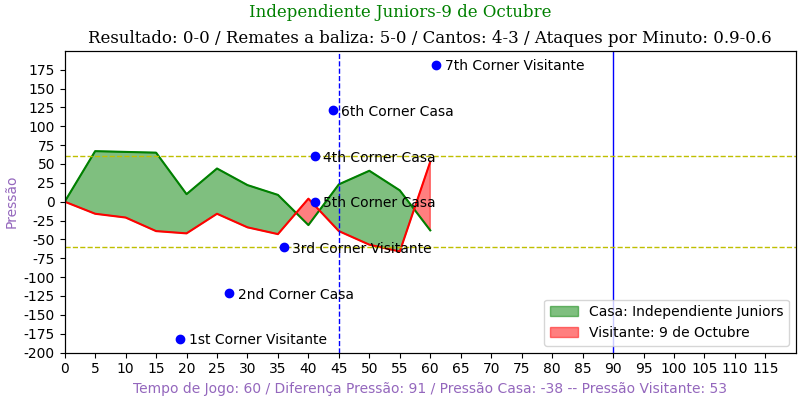 Independiente Juniors-9 de Octubre
Resultado: 0-0 / Remates a baliza: 5-0 / Cantos: 4-3 / Ataques por Minuto: 0.9-0.6
Pressão
175
150
125
100
75
50
25
0
-25
-50
-75
-100
-125
-150
-175
-200
7th Corner Visitante
6th Corner Casa
4th Corner Casa
5th Corner Casa
3rd Corner Visitante
2nd Corner Casa
1st Corner Visitante
Casa: Independiente Juniors
Visitante: 9 de Octubre
0 5 10 15 20 25 30 35 40 45 50 55 60 65 70 75 80 85 90 95 100 105 110 115
Tempo de Jogo: 60 / Diferença Pressão: 91 / Pressão Casa: -38 -- Pressão Visitante: 53